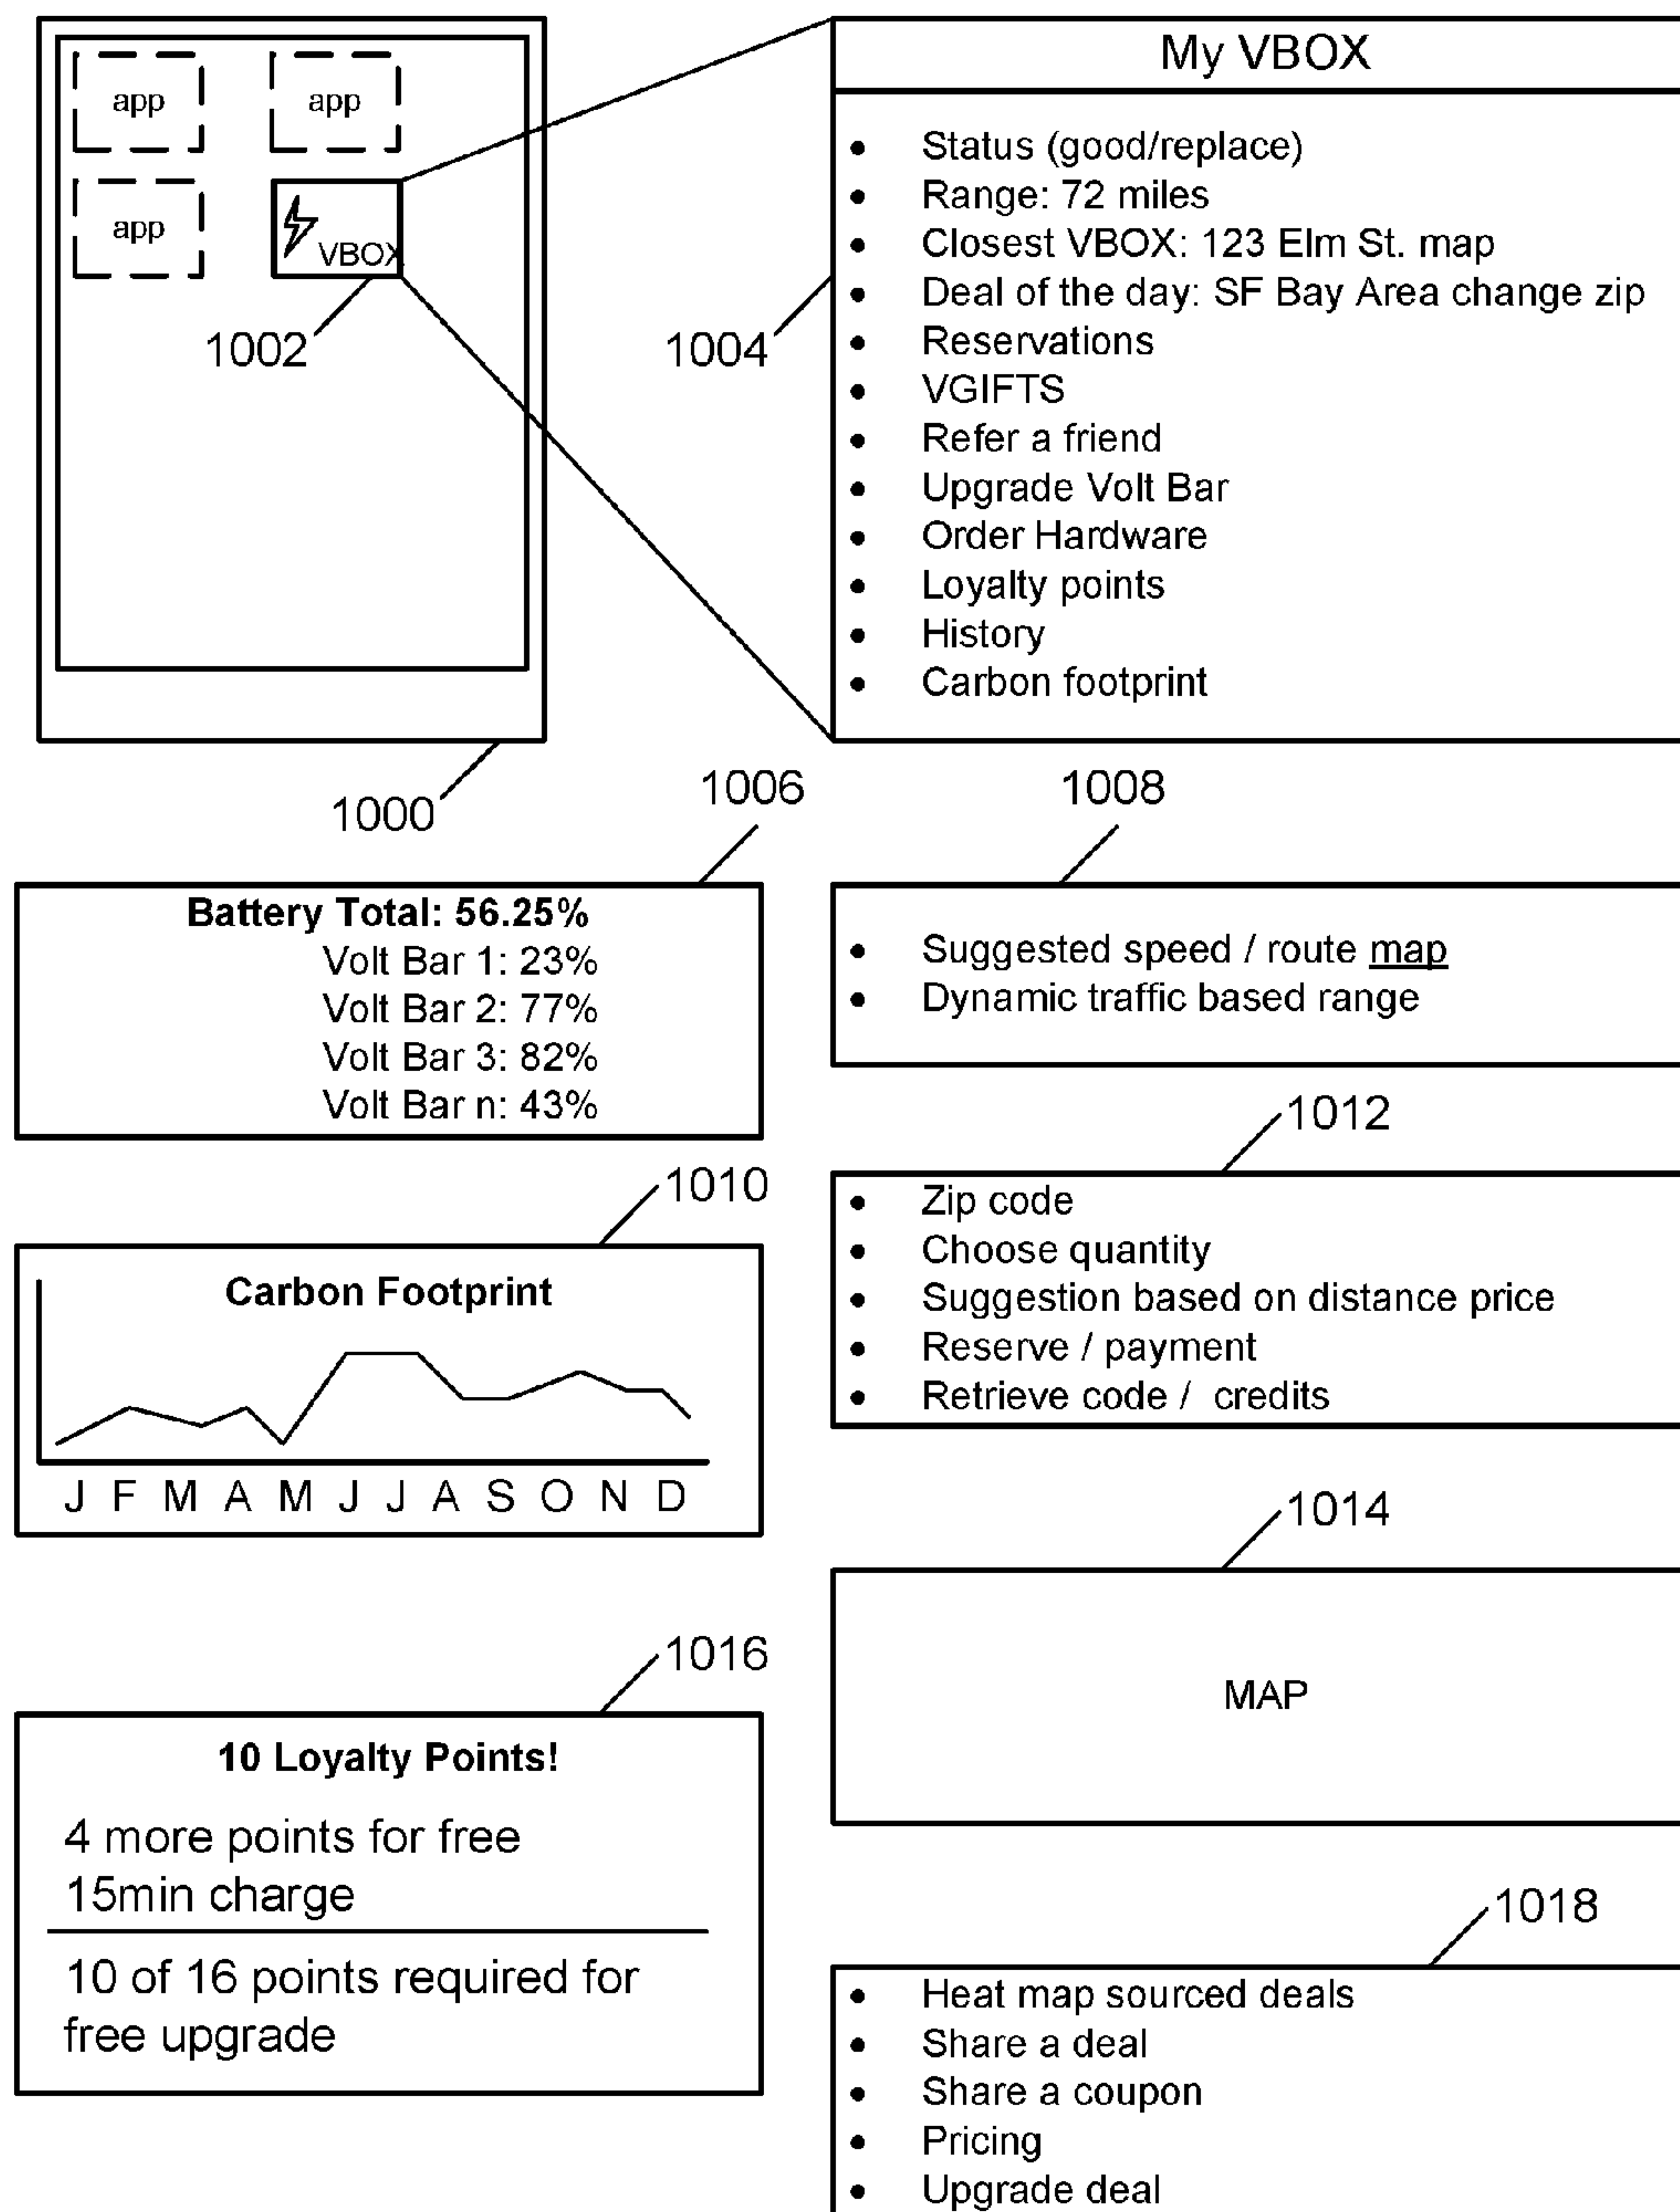 app
app
app
VBOX
1002
1000
My VBOX
• Status (good/replace)
• Range: 72 miles
• Closest VBOX: 123 Elm St. map
• Deal of the day: SF Bay Area change zip
• Reservations
• VGIFTS
• Refer a friend
• Upgrade Volt Bar
• Order Hardware
• Loyalty points
• History
• Carbon footprint
1004
1006
Battery Total: 56.25%
Volt Bar 1: 23%
Volt Bar 2: 77%
Volt Bar 3: 82%
Volt Bar n: 43%
1008
• Suggested speed / route map
• Dynamic traffic based range
1010
Carbon Footprint
J F M A M J J A S O N D
1012
• Zip code
• Choose quantity
• Suggestion based on distance price
• Reserve / payment
• Retrieve code / credits
1014
MAP
1016
10 Loyalty Points!
4 more points for free
15min charge
10 of 16 points required for
free upgrade
1018
• Heat map sourced deals
• Share a deal
• Share a coupon
• Pricing
• Upgrade deal